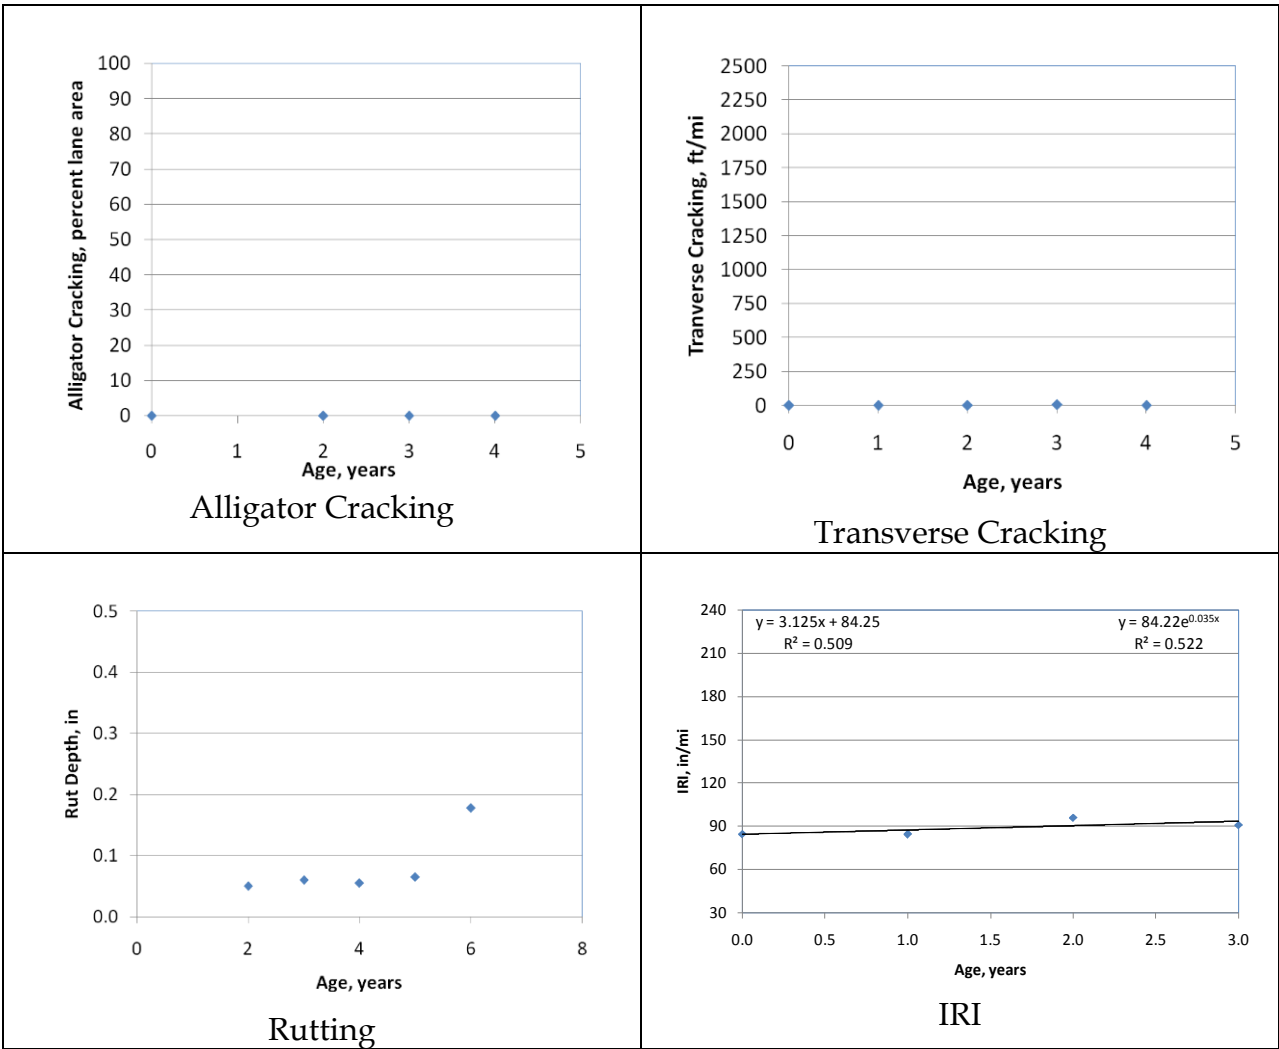 Alligator Cracking, percent lane area
100
90
80
70
60
50
40
30
20
10
0
0 1 2 3 4 5
Age, years
Alligator Cracking
Tranverse Cracking, ft/mi
2500
2250
2000
1750
1500
1250
1000
750
500
250
0
0 1 2 3 4 5
Age, years
Transverse Cracking
Rut Depth, in
0.5
0.4
0.3
0.2
0.1
0.0
0 2 4 6 8
Age, years
Rutting
IRI, in/mi
240
210
180
150
120
90
60
30
y = 3.125x + 84.25
R² = 0.509
y = 84.22e^0.035x
R² = 0.522
0.0 0.5 1.0 1.5 2.0 2.5 3.0
Age, years
IRI